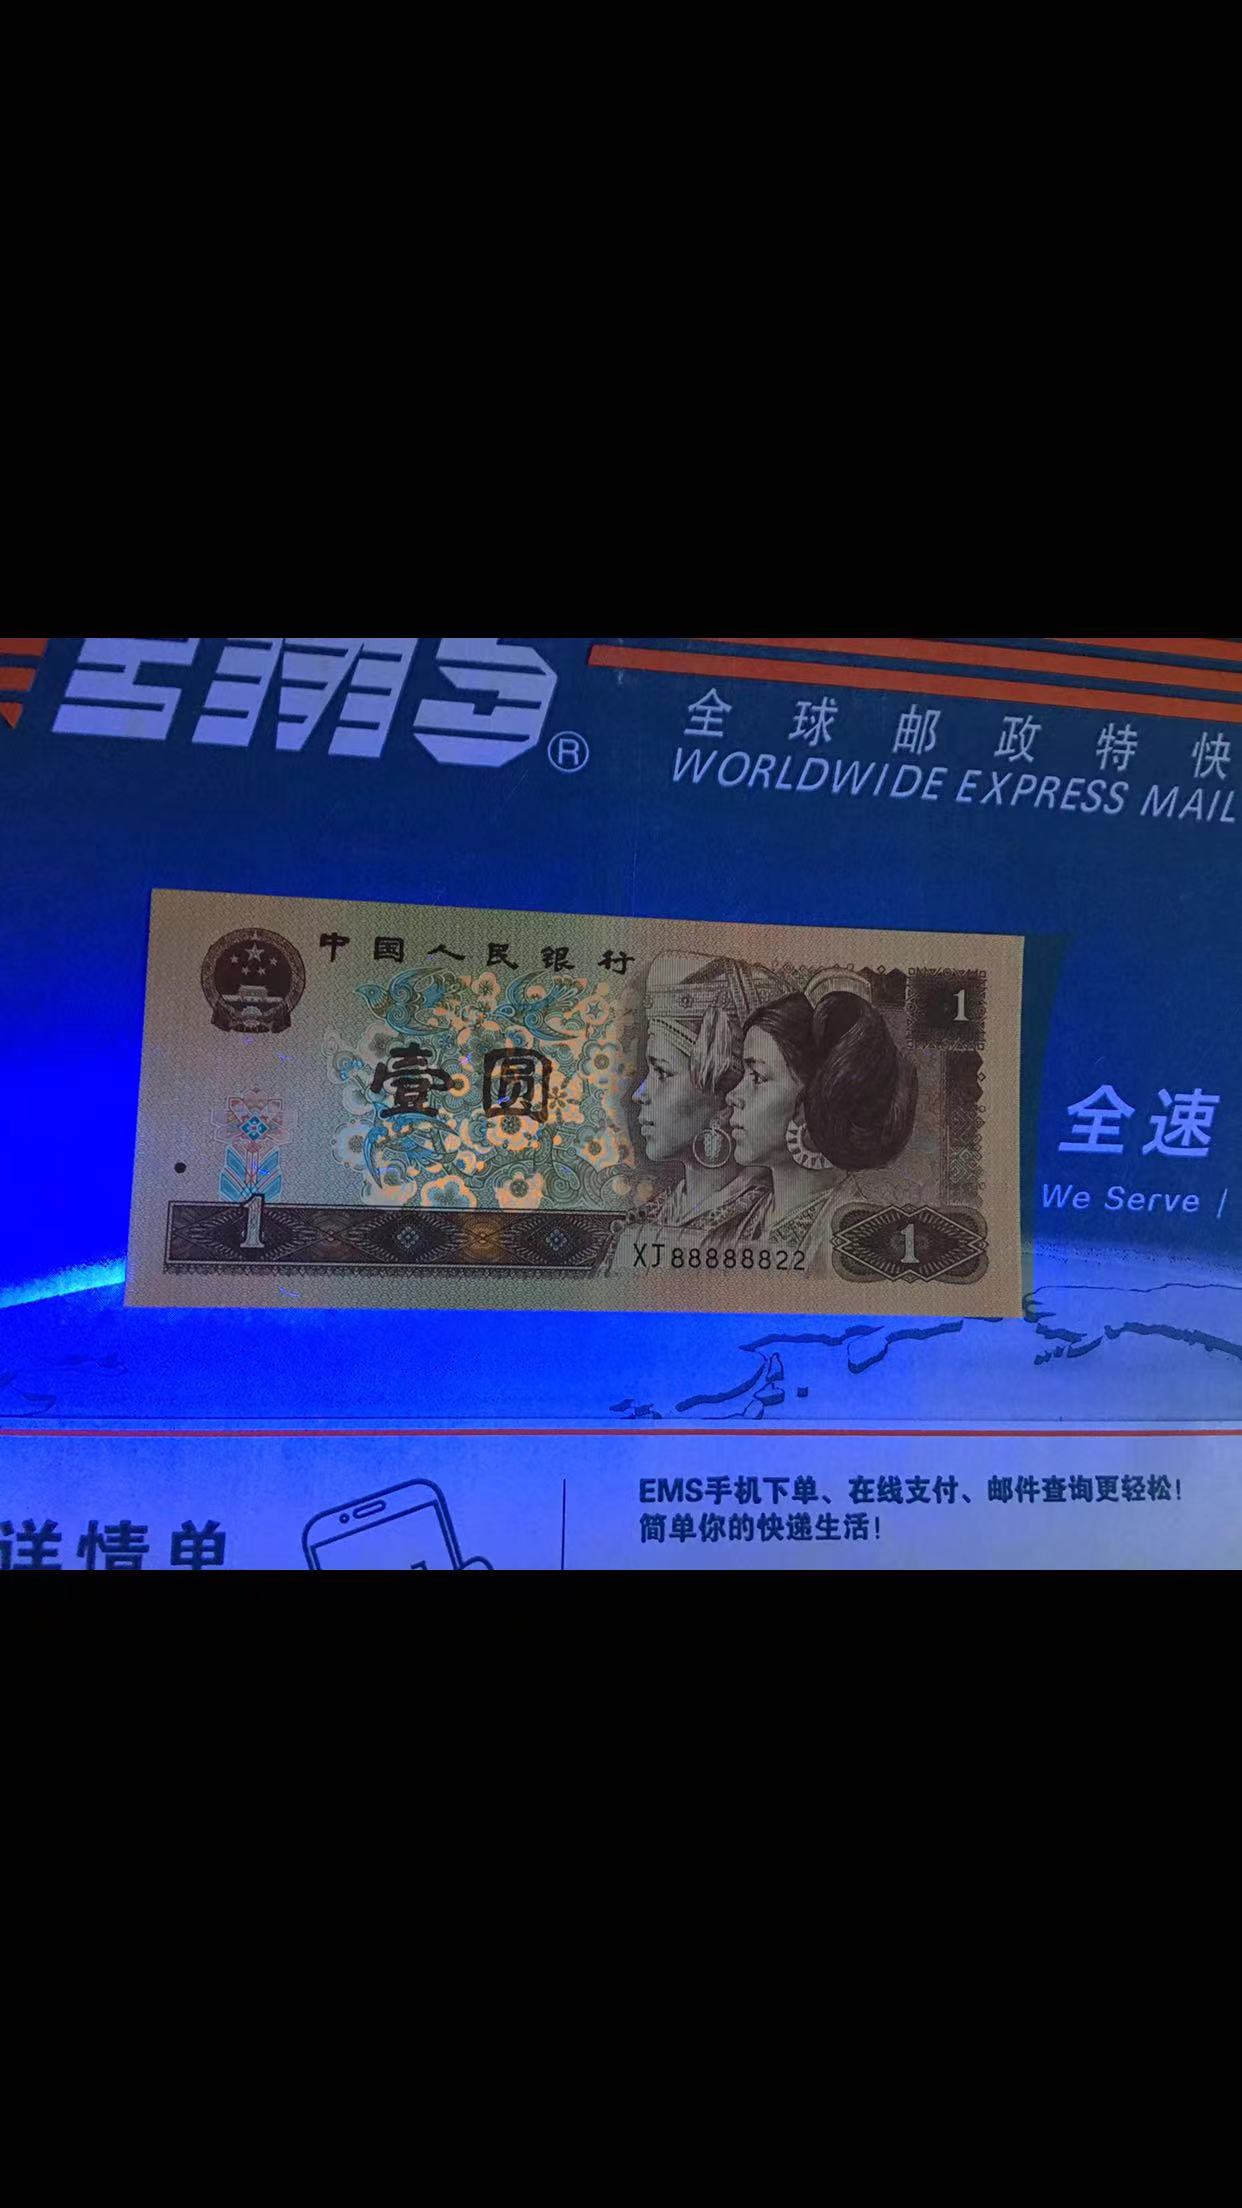 EMS®
全球邮政特快
WORLDWIDE EXPRESS MAIL
中国人民银行
1
壹圆
全速
We Serve /
1
XJ88888822
1
EMS手机下单、在线支付、邮件查询更轻松!
简单你的快递生活!
详情单